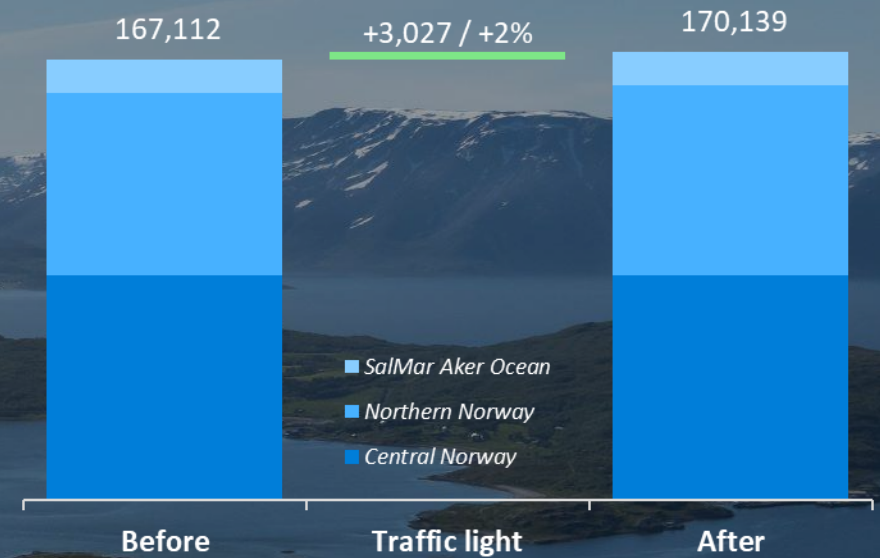 167,112
+3,027 / +2%
170,139
SalMar Aker Ocean
Northern Norway
Central Norway
Before
Traffic light
After